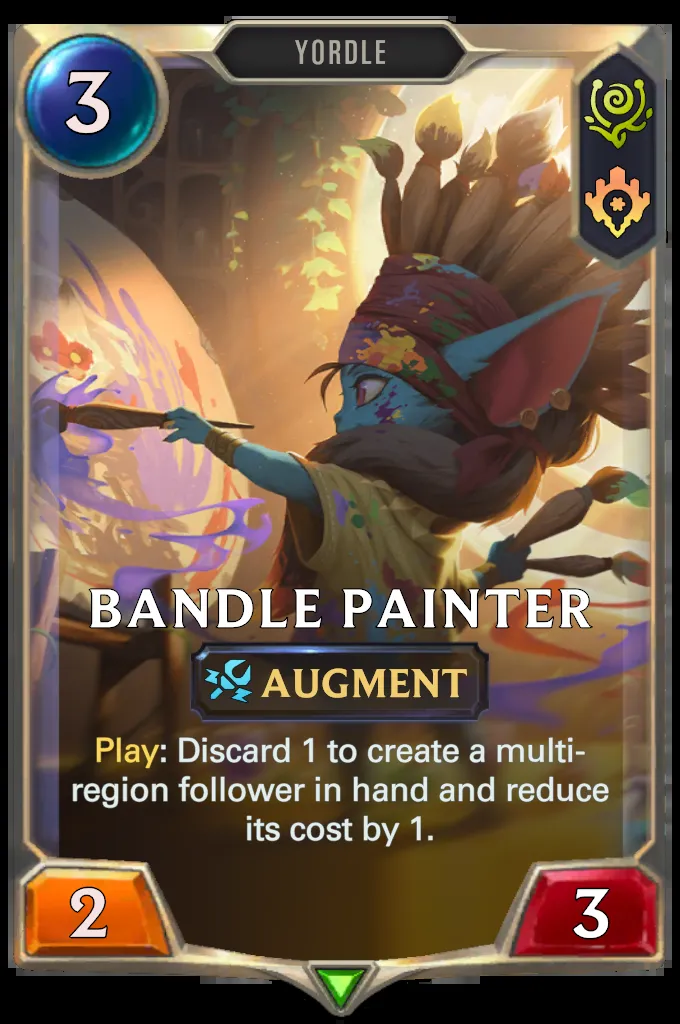 YORDLE
3
BANDLE PAINTER
AUGMENT
Play: Discard 1 to create a multi-
region follower in hand and reduce
its cost by 1.
2
3